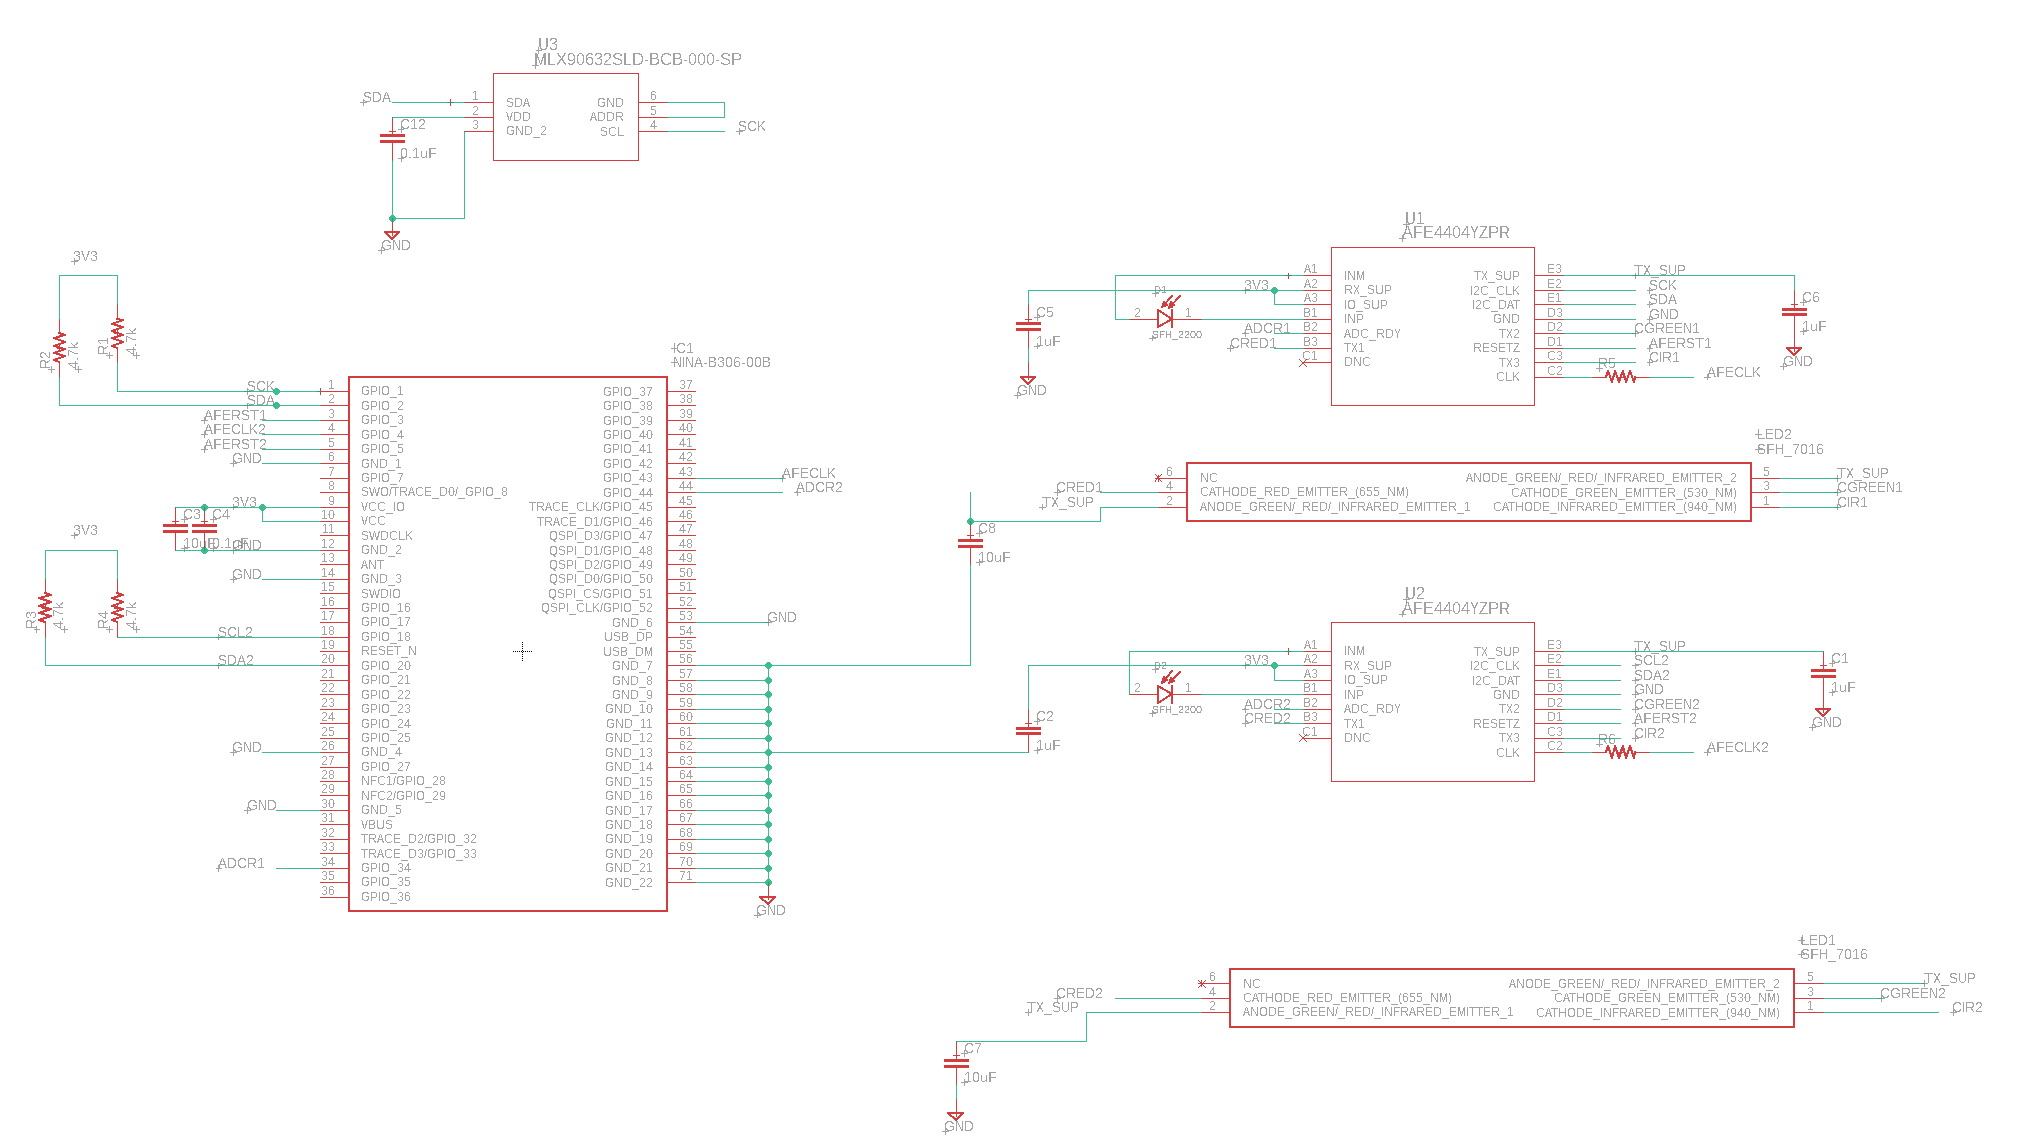 U3
MLX90632SLD-BCB-000-SP
SDA
1 SDA GND 6
2 VDD ADDR 5
3 GND_2 SCL 4
SCK
C12
0.1uF
GND
3V3
R2
4.7k
R1
4.7k
IC1
NINA-B306-00B
SCK 1 GPIO_1 GPIO_37 37
SDA 2 GPIO_2 GPIO_38 38
AFERST1 3 GPIO_3 GPIO_39 39
AFECLK2 4 GPIO_4 GPIO_40 40
AFERST2 5 GPIO_5 GPIO_41 41
GND 6 GND_1 GPIO_42 42
7 GPIO_7 GPIO_43 43 AFECLK
8 SWO/TRACE_D0/_GPIO_8 GPIO_44 44 ADCR2
3V3 9 VCC_IO TRACE_CLK/GPIO_45 45
10 VCC TRACE_D1/GPIO_46 46
11 SWDCLK QSPI_D3/GPIO_47 47
GND 12 GND_2 QSPI_D1/GPIO_48 48
13 ANT QSPI_D2/GPIO_49 49
GND 14 GND_3 QSPI_D0/GPIO_50 50
15 SWDIO QSPI_CS/GPIO_51 51
16 GPIO_16 QSPI_CLK/GPIO_52 52
17 GPIO_17 GND_6 53 GND
SCL2 18 GPIO_18 USB_DP 54
19 RESET_N USB_DM 55
SDA2 20 GPIO_20 GND_7 56
21 GPIO_21 GND_8 57
22 GPIO_22 GND_9 58
23 GPIO_23 GND_10 59
24 GPIO_24 GND_11 60
25 GPIO_25 GND_12 61
GND 26 GND_4 GND_13 62
27 GPIO_27 GND_14 63
28 NFC1/GPIO_28 GND_15 64
29 NFC2/GPIO_29 GND_16 65
GND 30 GND_5 GND_17 66
31 VBUS GND_18 67
32 TRACE_D2/GPIO_32 GND_19 68
33 TRACE_D3/GPIO_33 GND_20 69
ADCR1 34 GPIO_34 GND_21 70
35 GPIO_35 GND_22 71
36 GPIO_36
GND
C3
10uF
C4
0.1uF
3V3
R3
4.7k
R4
4.7k
U1
AFE4404YZPR
A1 INM TX_SUP E3 TX_SUP
3V3 A2 RX_SUP I2C_CLK E2 SCK
A3 IO_SUP I2C_DAT E1 SDA
B1 INP GND D3 GND
ADCR1 B2 ADC_RDY TX2 D2 CGREEN1
CRED1 B3 TX1 RESETZ D1 AFERST1
C1 DNC TX3 C3 CIR1
CLK C2 R5 AFECLK
C5
1uF
GND
D1
2 1
SFH_2200
C6
1uF
GND
LED2
SFH_7016
6 NC ANODE_GREEN/_RED/_INFRARED_EMITTER_2 5 TX_SUP
CRED1 4 CATHODE_RED_EMITTER_(655_NM) CATHODE_GREEN_EMITTER_(530_NM) 3 CGREEN1
TX_SUP 2 ANODE_GREEN/_RED/_INFRARED_EMITTER_1 CATHODE_INFRARED_EMITTER_(940_NM) 1 CIR1
C8
10uF
U2
AFE4404YZPR
A1 INM TX_SUP E3 TX_SUP
3V3 A2 RX_SUP I2C_CLK E2 SCL2
A3 IO_SUP I2C_DAT E1 SDA2
B1 INP GND D3 GND
ADCR2 B2 ADC_RDY TX2 D2 CGREEN2
CRED2 B3 TX1 RESETZ D1 AFERST2
C1 DNC TX3 C3 CIR2
CLK C2 R6 AFECLK2
C2
1uF
D2
2 1
SFH_2200
C1
1uF
GND
LED1
SFH_7016
6 NC ANODE_GREEN/_RED/_INFRARED_EMITTER_2 5 TX_SUP
CRED2 4 CATHODE_RED_EMITTER_(655_NM) CATHODE_GREEN_EMITTER_(530_NM) 3 CGREEN2
TX_SUP 2 ANODE_GREEN/_RED/_INFRARED_EMITTER_1 CATHODE_INFRARED_EMITTER_(940_NM) 1 CIR2
C7
10uF
GND